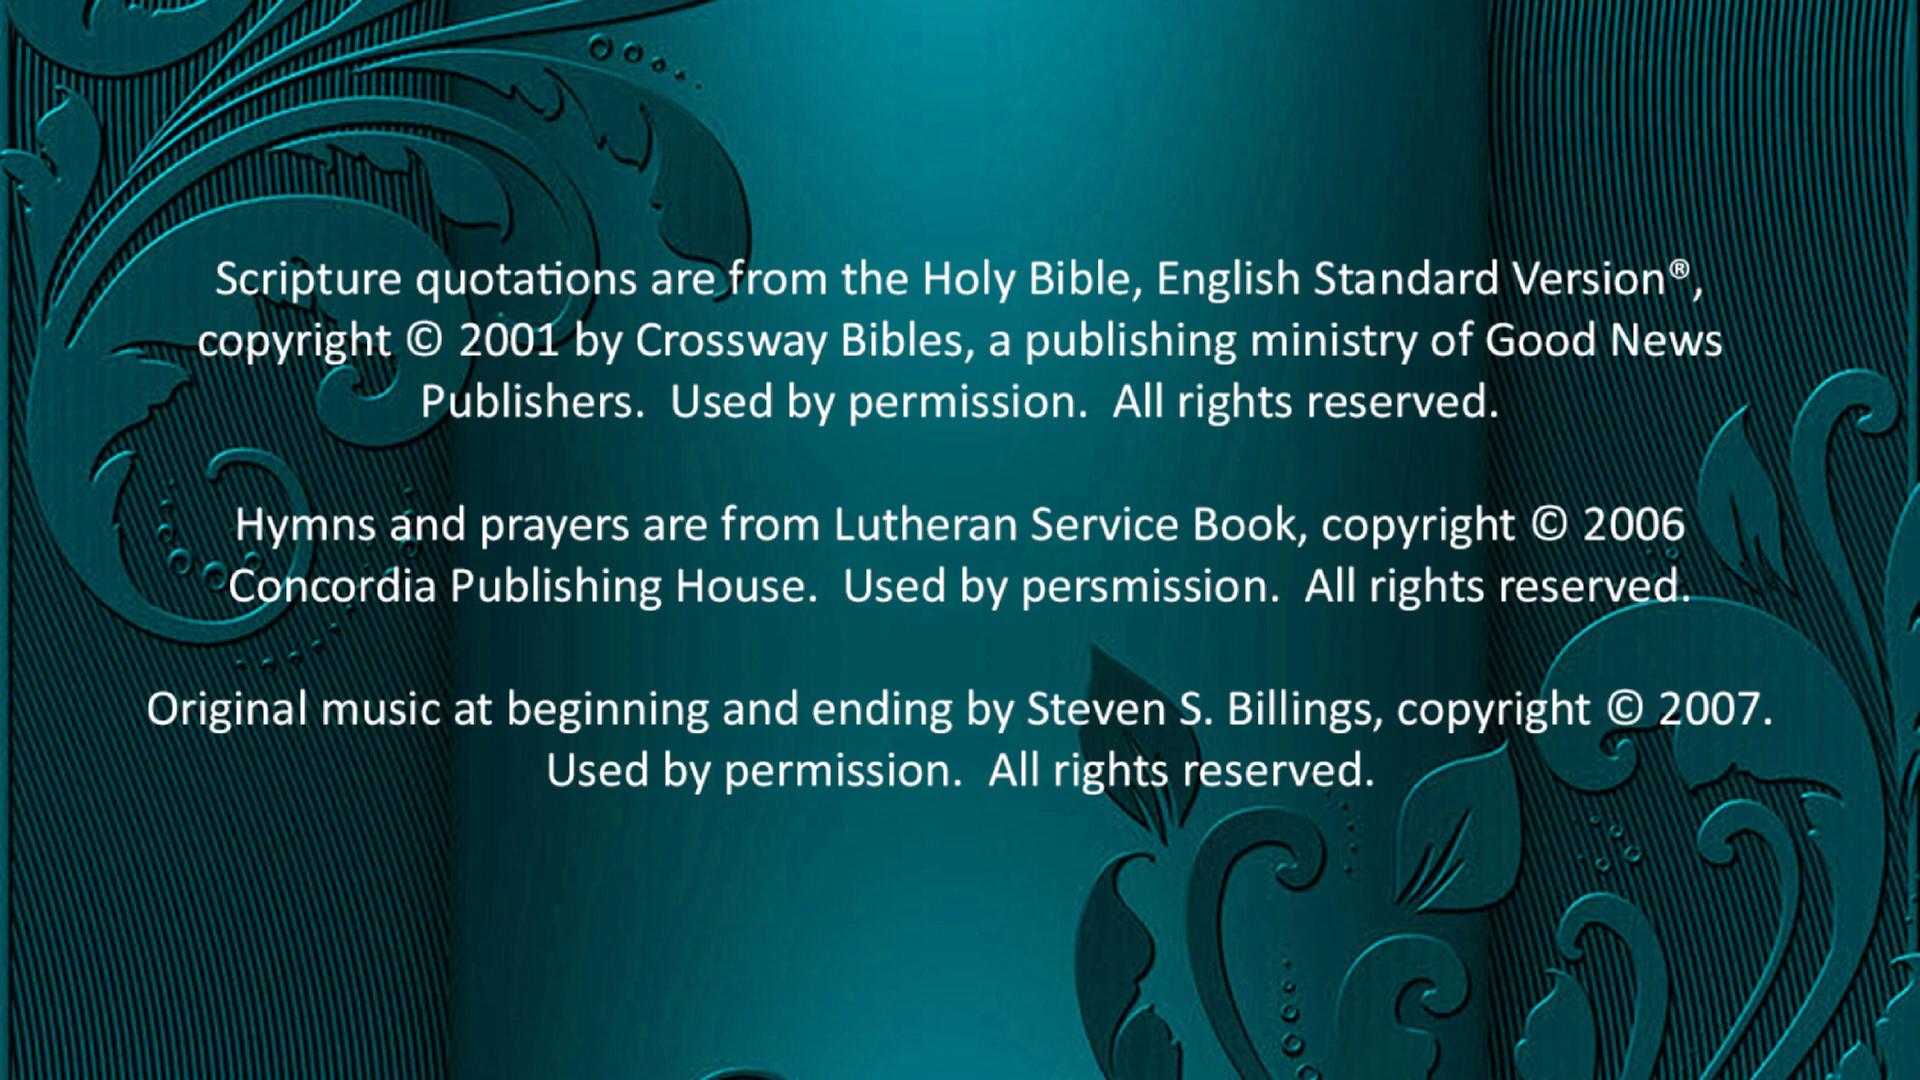 Scripture quotations are from the Holy Bible, English Standard Version®,
copyright © 2001 by Crossway Bibles, a publishing ministry of Good News
Publishers.  Used by permission.  All rights reserved.
Hymns and prayers are from Lutheran Service Book, copyright © 2006
Concordia Publishing House.  Used by persmission.  All rights reserved.
Original music at beginning and ending by Steven S. Billings, copyright © 2007.
Used by permission.  All rights reserved.